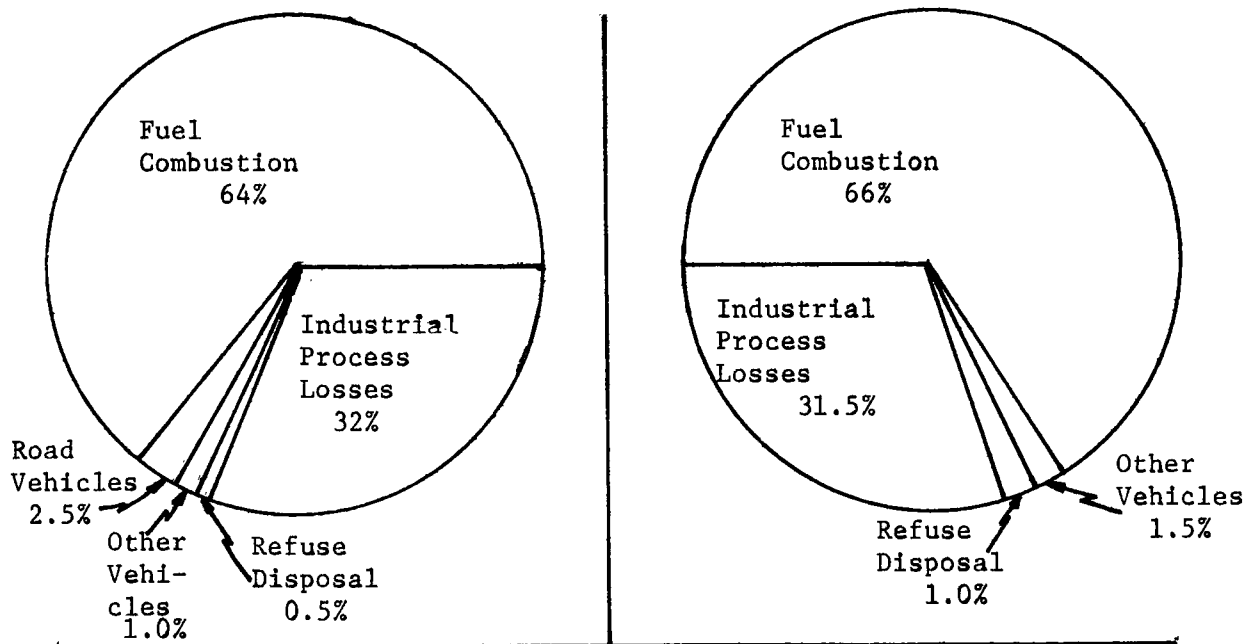 Fuel
Combustion
64%
Industrial
Process
Losses
32%
Road
Vehicles
2.5%
Other
Vehi-
cles
1.0%
Refuse
Disposal
0.5%
Fuel
Combustion
66%
Industrial
Process
Losses
31.5%
Refuse
Disposal
1.0%
Other
Vehicles
1.5%